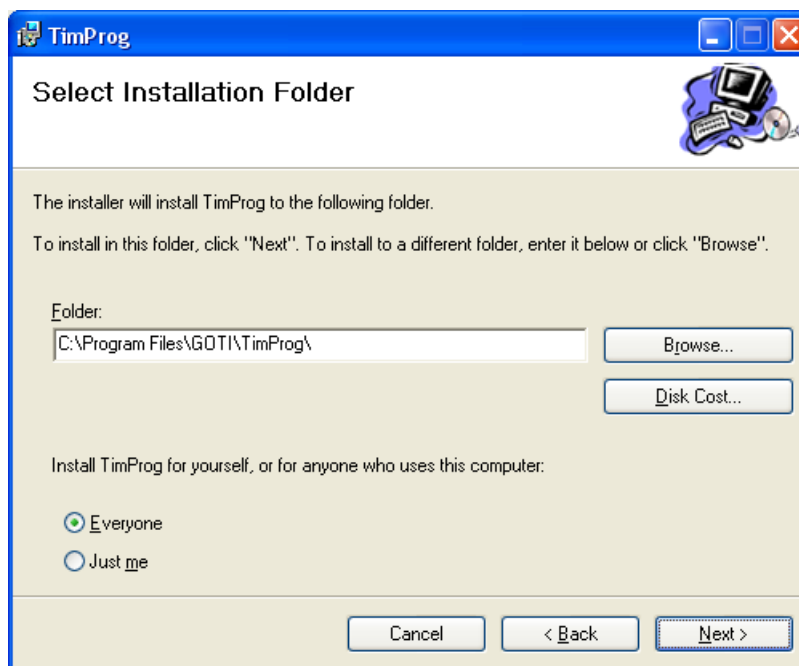 TimProg
Select Installation Folder
The installer will install TimProg to the following folder.
To install in this folder, click "Next". To install to a different folder, enter it below or click "Browse".
Folder:
C:\Program Files\GOTI\TimProg\
Browse...
Disk Cost...
Install TimProg for yourself, or for anyone who uses this computer:
Everyone
Just me
Cancel
< Back
Next >